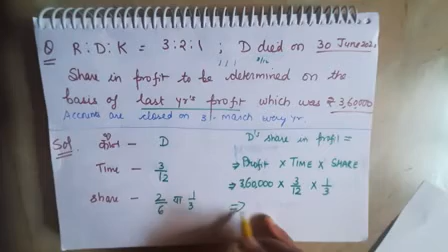 Q R:D:K = 3:2:1 ; D died on 30 June 202
Share in profit to be determined on the
basis of last yr's profit which was ₹ 3,60,000
Accounts are closed on 31 march every yr.
Sol. कौन - D
Time - 3/12
share - 2/6 या 1/3
D's share in profit =
⇒ Profit × TIME × SHARE
⇒ 360,000 × 3/12 × 1/3
⇒